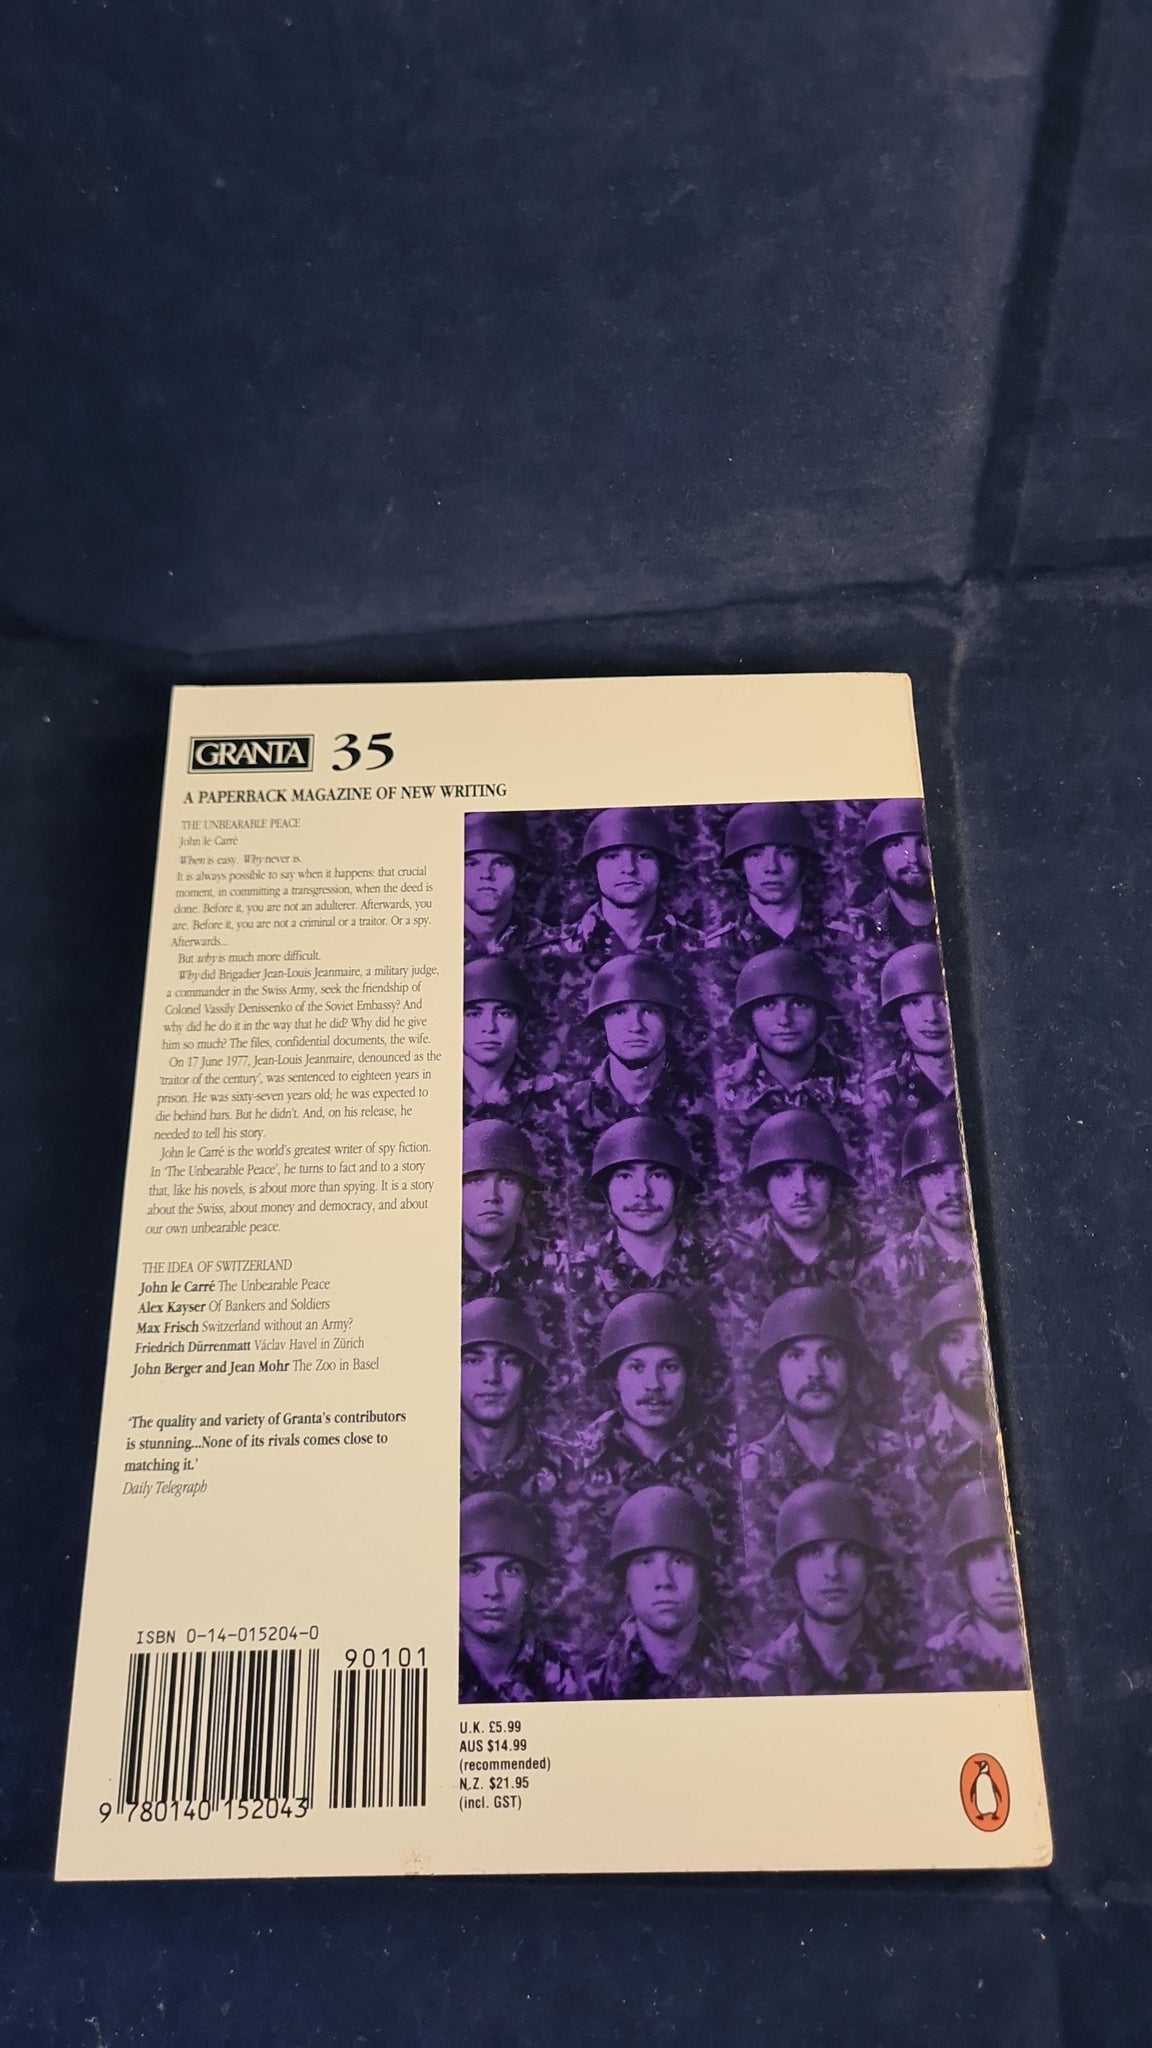 GRANTA 35
A PAPERBACK MAGAZINE OF NEW WRITING
THE UNBEARABLE PEACE
John le Carré
When is easy. Why never is.
It is always possible to say when it happens: that crucial
moment, in committing a transgression, when the deed is
done. Before it, you are not an adulterer. Afterwards, you
are. Before it, you are not a criminal or a traitor. Or a spy.
Afterwards...
But why is much more difficult.
Why did Brigadier Jean-Louis Jeanmaire, a military judge,
a commander in the Swiss Army, seek the friendship of
Colonel Vassily Denissenko of the Soviet Embassy? And
why did he do it in the way that he did? Why did he give
him so much? The files, confidential documents, the wife.
On 17 June 1977, Jean-Louis Jeanmaire, denounced as the
'traitor of the century', was sentenced to eighteen years in
prison. He was sixty-seven years old; he was expected to
die behind bars. But he didn't. And, on his release, he
needed to tell his story.
John le Carré is the world's greatest writer of spy fiction.
In 'The Unbearable Peace', he turns to fact and to a story
that, like his novels, is about more than spying. It is a story
about the Swiss, about money and democracy, and about
our own unbearable peace.
THE IDEA OF SWITZERLAND
John le Carré The Unbearable Peace
Alex Kayser Of Bankers and Soldiers
Max Frisch Switzerland without an Army?
Friedrich Dürrenmatt Václav Havel in Zürich
John Berger and Jean Mohr The Zoo in Basel
'The quality and variety of Granta's contributors
is stunning...None of its rivals comes close to
matching it.'
Daily Telegraph
ISBN 0-14-015204-0
90101
9 780140 152043
U.K. £5.99
AUS $14.99
(recommended)
N.Z. $21.95
(incl. GST)